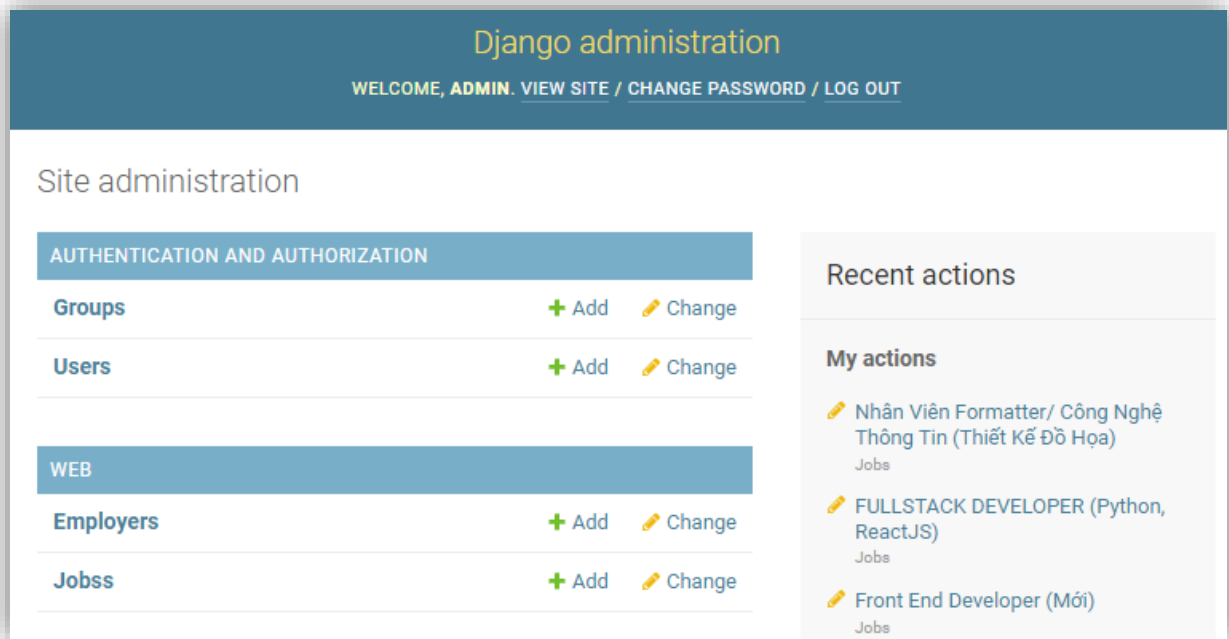 Django administration
WELCOME, ADMIN. VIEW SITE / CHANGE PASSWORD / LOG OUT
Site administration
AUTHENTICATION AND AUTHORIZATION
Groups Add Change
Users Add Change
WEB
Employers Add Change
Jobss Add Change
Recent actions
My actions
Nhân Viên Formatter/ Công Nghệ
Thông Tin (Thiết Kế Đồ Họa)
Jobs
FULLSTACK DEVELOPER (Python,
ReactJS)
Jobs
Front End Developer (Mới)
Jobs